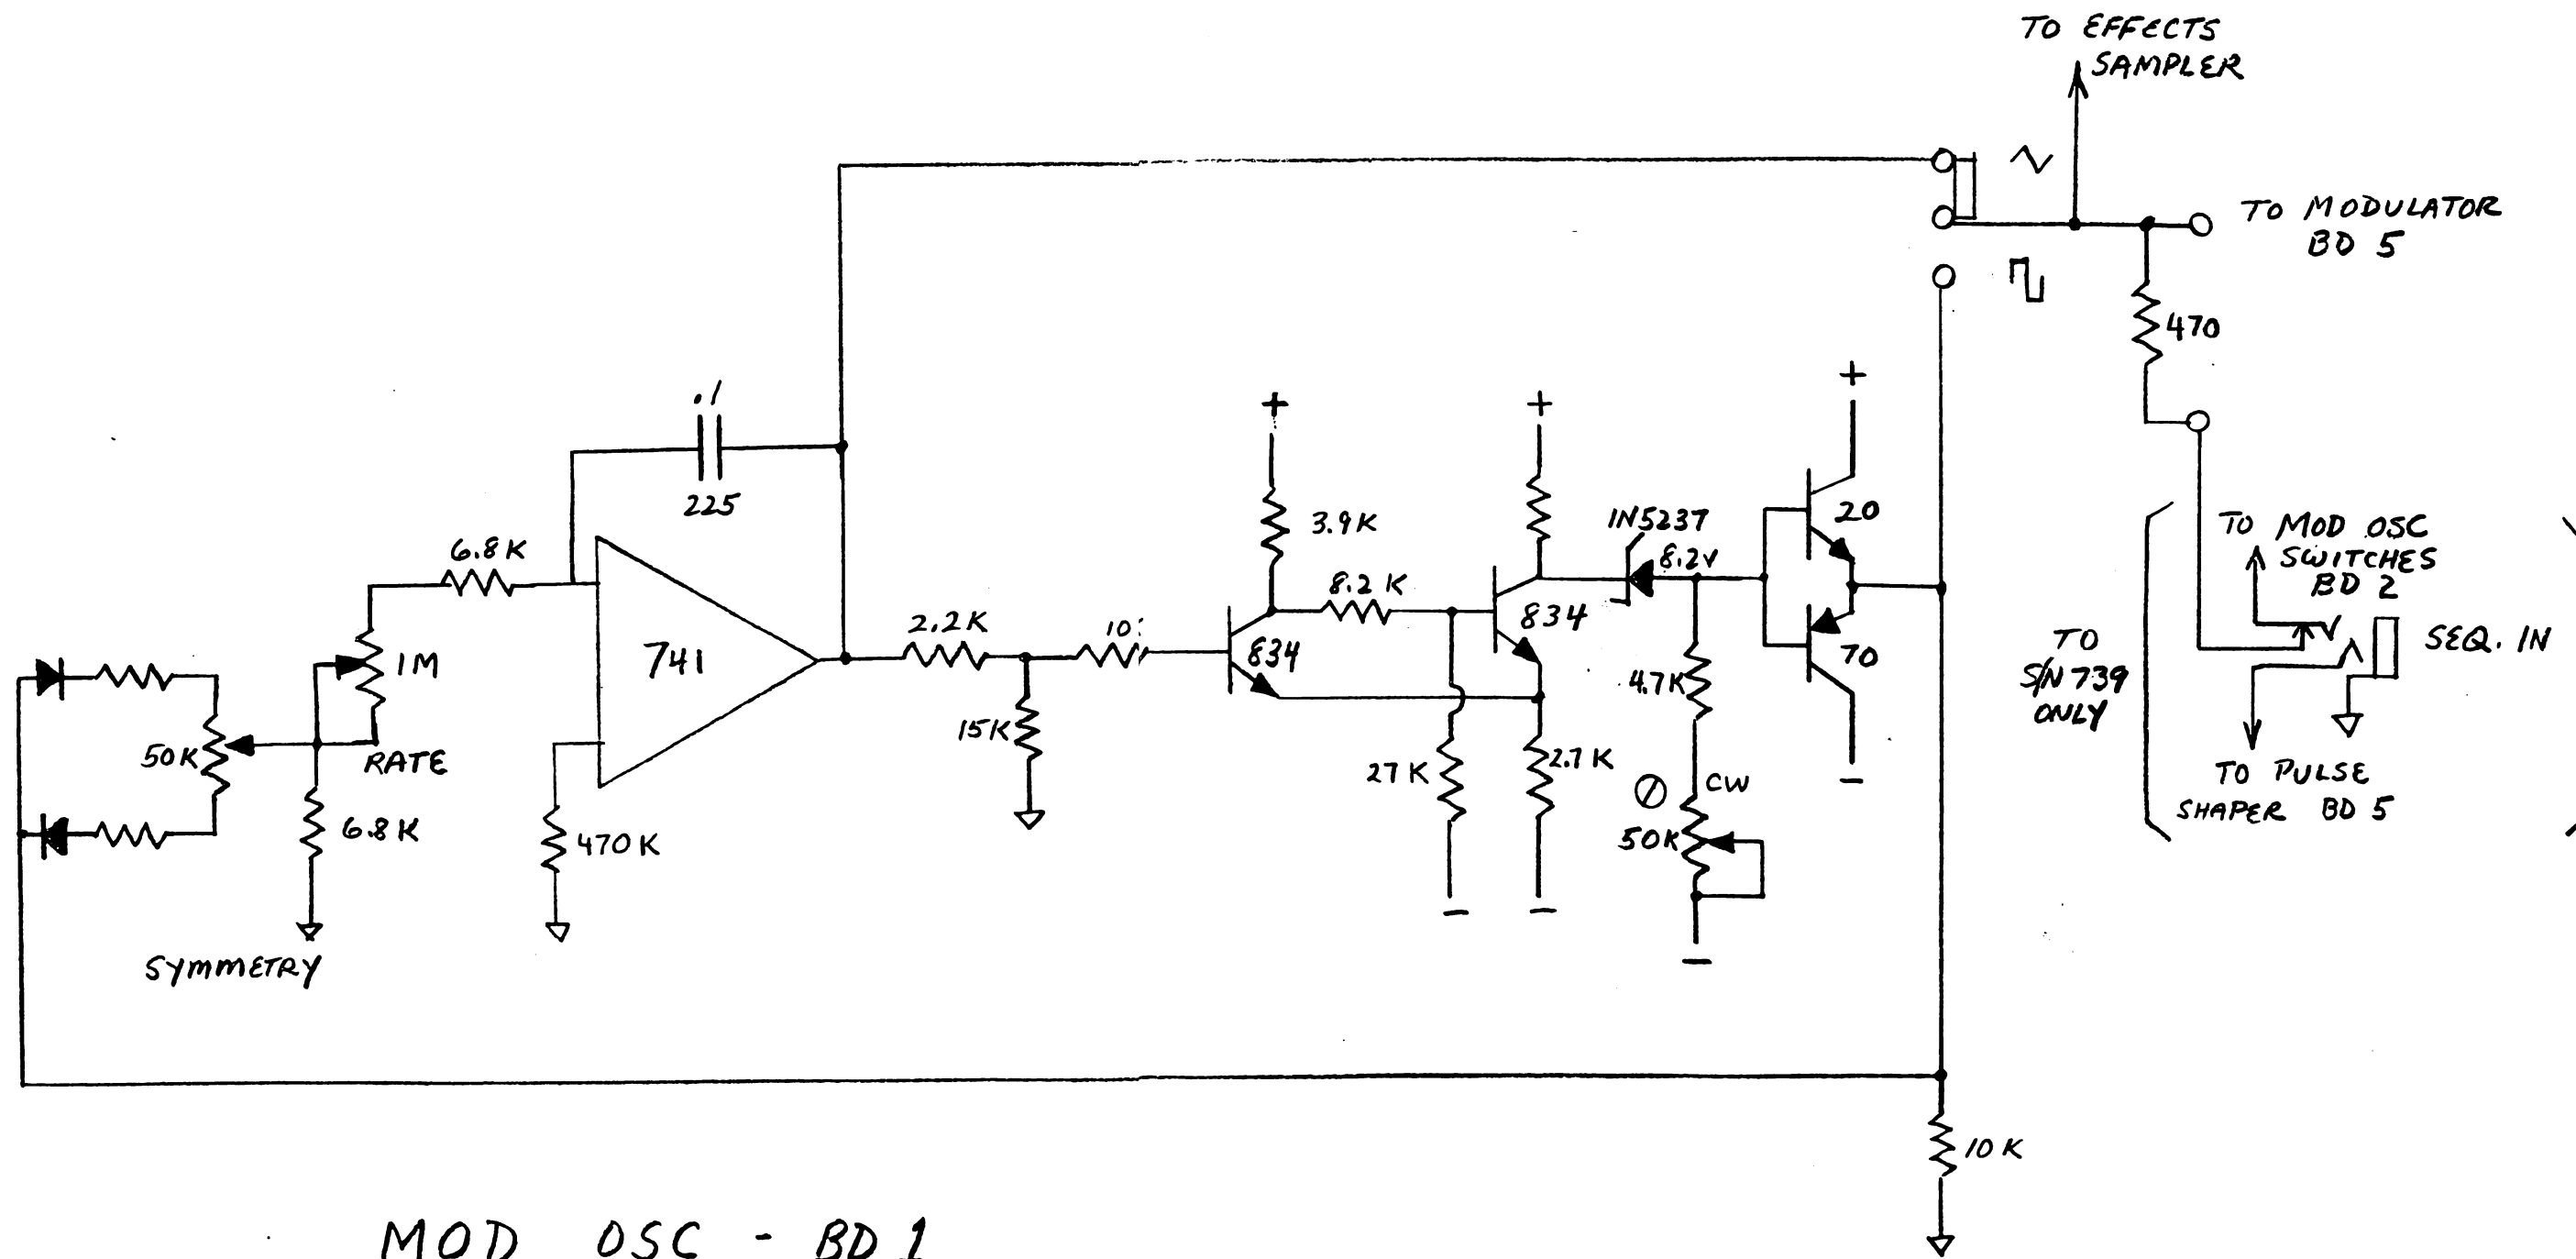 TO EFFECTS
SAMPLER
TO MODULATOR
BD 5
470
.1
225
6.8K
741
1M
RATE
50K
6.8K
SYMMETRY
470K
2.2K
15K
10
834
+
3.9K
8.2K
27K
-
+
834
2.7K
-
IN5237
8.2V
4.7K
CW
50K
-
+
20
70
-
TO
S/N 739
ONLY
TO MOD OSC
SWITCHES
BD 2
SEQ. IN
TO PULSE
SHAPER BD 5
10K
MOD OSC - BD 1